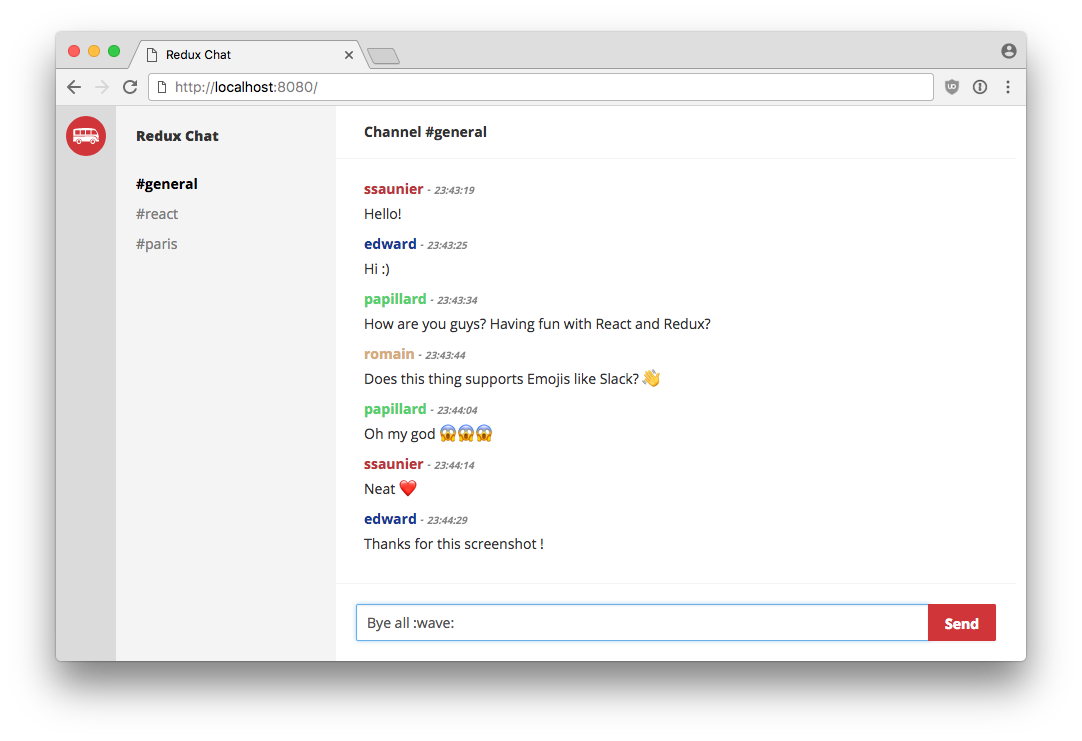 Redux Chat
http://localhost:8080/
Redux Chat
#general
#react
#paris
Channel #general
ssaunier - 23:43:19
Hello!
edward - 23:43:25
Hi :)
papillard - 23:43:34
How are you guys? Having fun with React and Redux?
romain - 23:43:44
Does this thing supports Emojis like Slack? 👋
papillard - 23:44:04
Oh my god 😱😱😱
ssaunier - 23:44:14
Neat ❤️
edward - 23:44:29
Thanks for this screenshot !
Bye all :wave:
Send